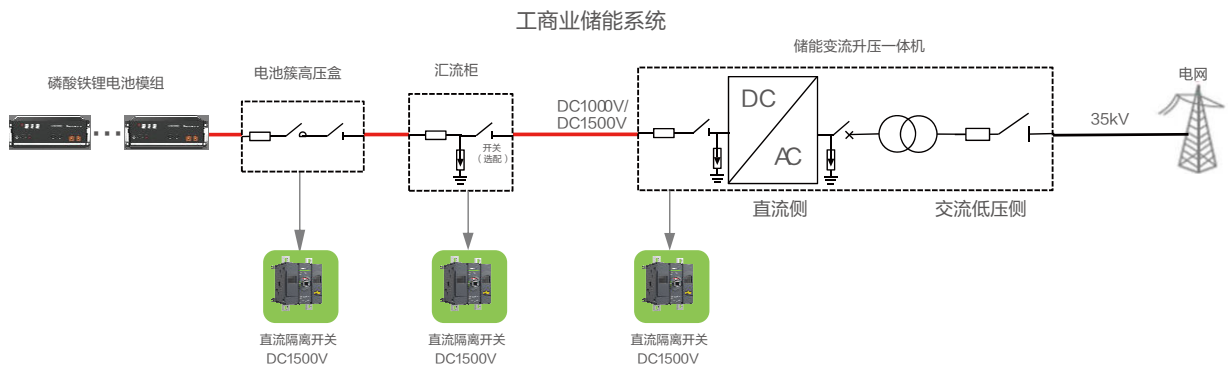 工商业储能系统
储能变流升压一体机
磷酸铁锂电池模组
电池簇高压盒
汇流柜
电网
DC1000V/
DC1500V
DC
AC
35kV
开关
（选配）
直流侧
交流低压侧
直流隔离开关
DC1500V
直流隔离开关
DC1500V
直流隔离开关
DC1500V